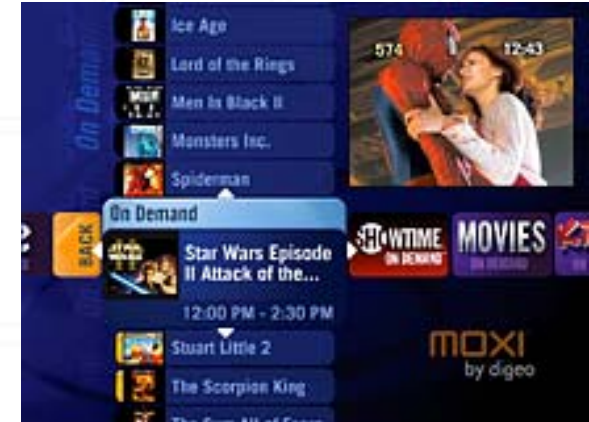 On Demand
Ice Age
Lord of the Rings
Men In Black II
Monsters Inc.
Spiderman
574 12:43
On Demand
BACK
Star Wars Episode
II Attack of the...
12:00 PM - 2:30 PM
SHOWTIME
ON DEMAND
MOVIES
ON DEMAND
Stuart Little 2
The Scorpion King
moxi
by digeo